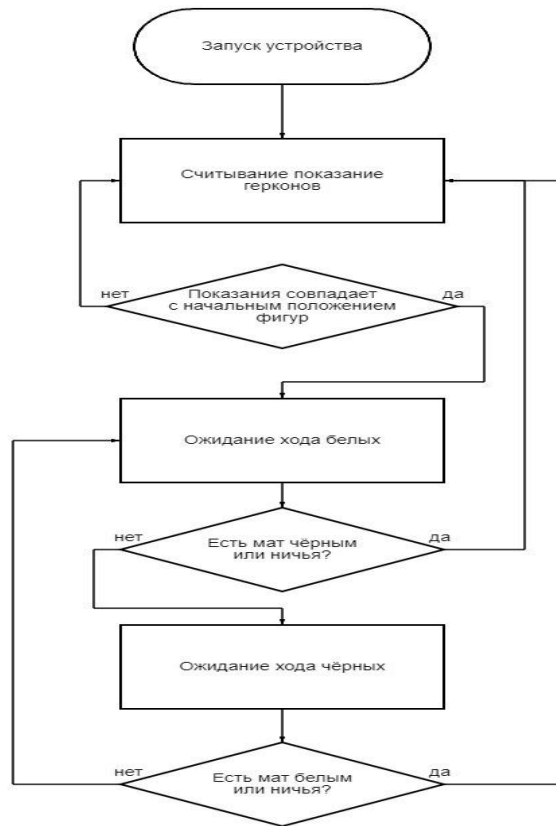 Запуск устройства
Считывание показание
герконов
нет
Показания совпадает
с начальным положением
фигур
да
Ожидание хода белых
нет
Есть мат чёрным
или ничья?
да
Ожидание хода чёрных
нет
Есть мат белым
или ничья?
да